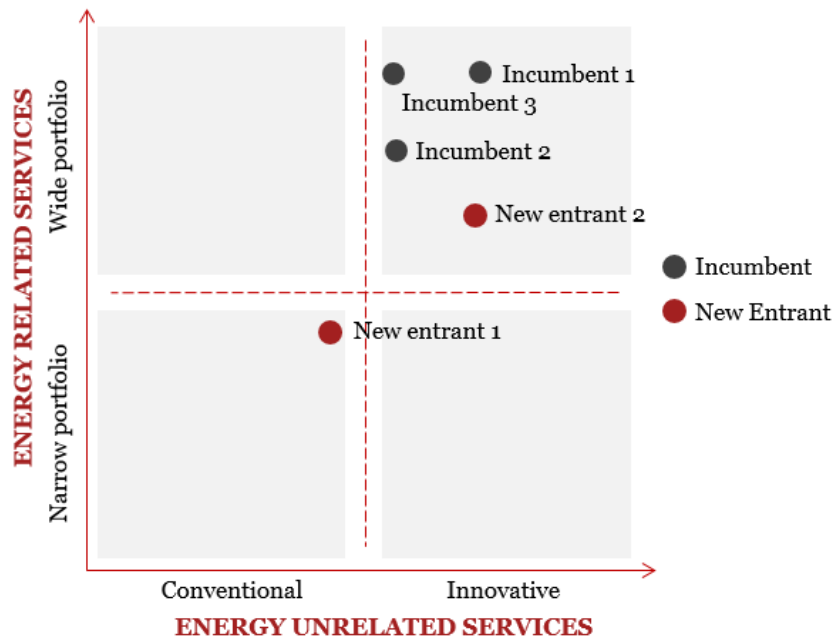 ENERGY RELATED SERVICES
Wide portfolio
Narrow portfolio
Incumbent 1
Incumbent 3
Incumbent 2
New entrant 2
New entrant 1
Incumbent
New Entrant
Conventional
Innovative
ENERGY UNRELATED SERVICES